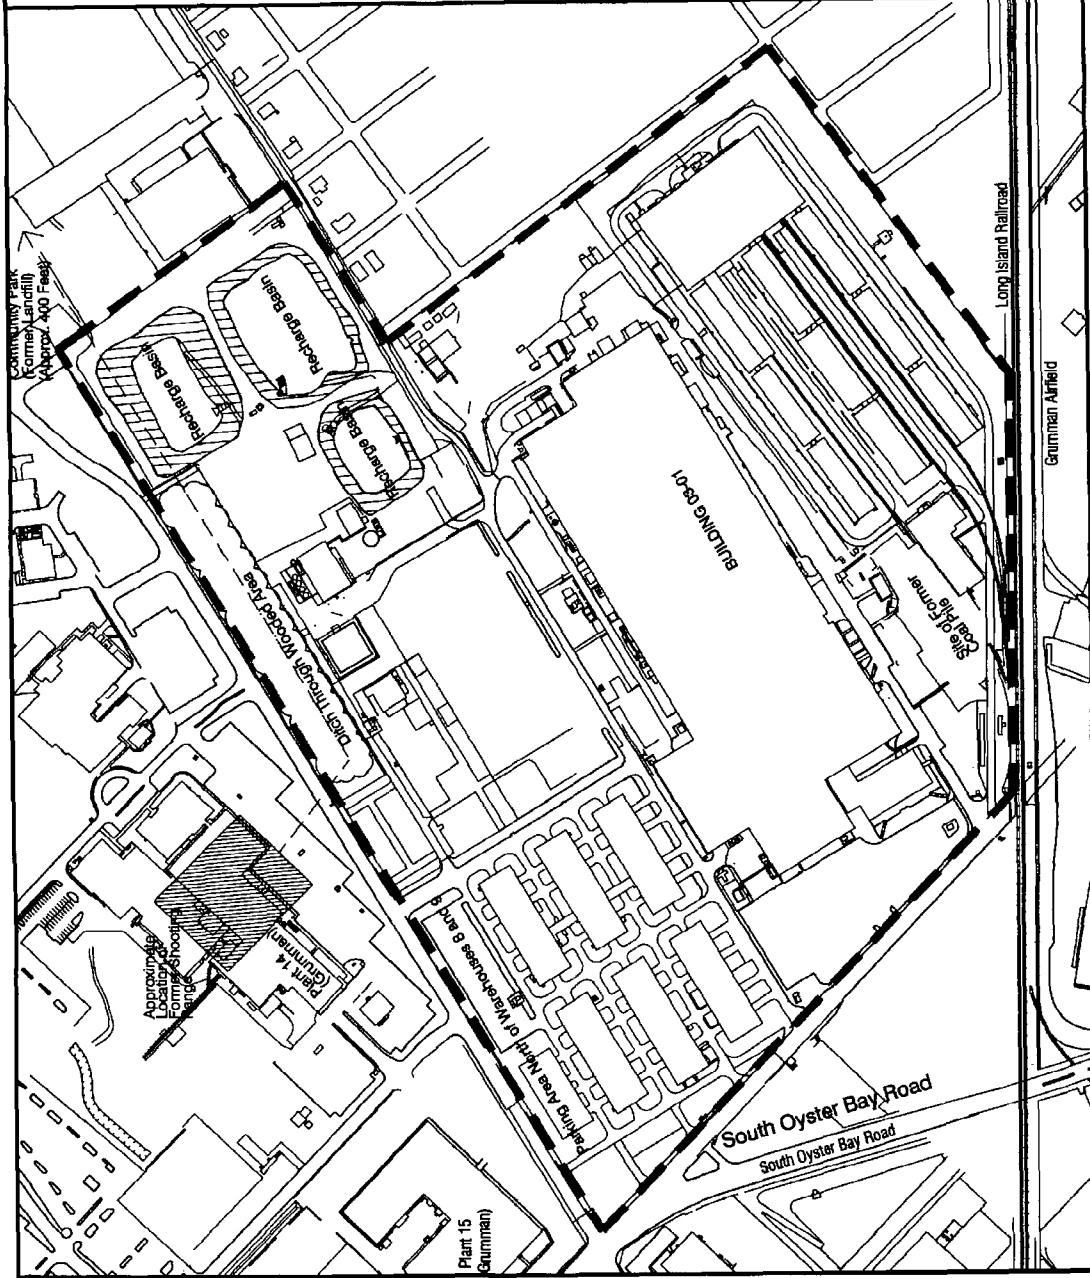 Community Park
(Former Landfill)
(Approx. 400 Feet)
Recharge Basin
Recharge Basin
Recharge Basin
Ditch Through Wooded Area
BUILDING 03-01
Site of Former
Coal Pile
Long Island Railroad
Grumman Airfield
Approximate
Location of
Former Shooting
Range
Plant 14
(Grumman)
Parking Area North of Warehouses 8 and 9
South Oyster Bay Road
South Oyster Bay Road
Plant 15
Grumman)